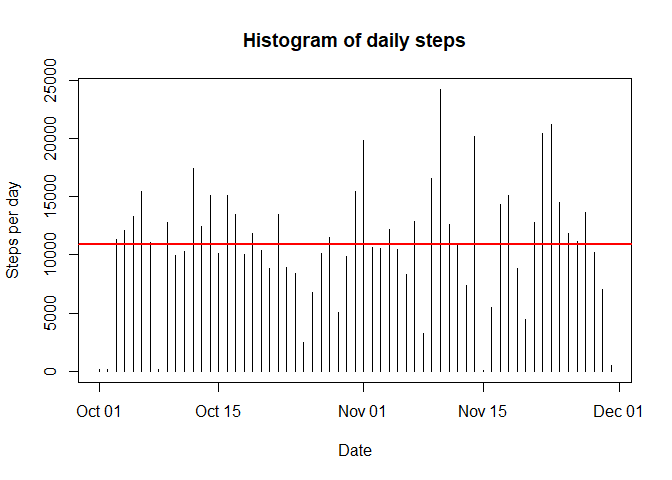 Histogram of daily steps
Steps per day
25000
20000
15000
10000
5000
0
Oct 01 Oct 15 Nov 01 Nov 15 Dec 01
Date